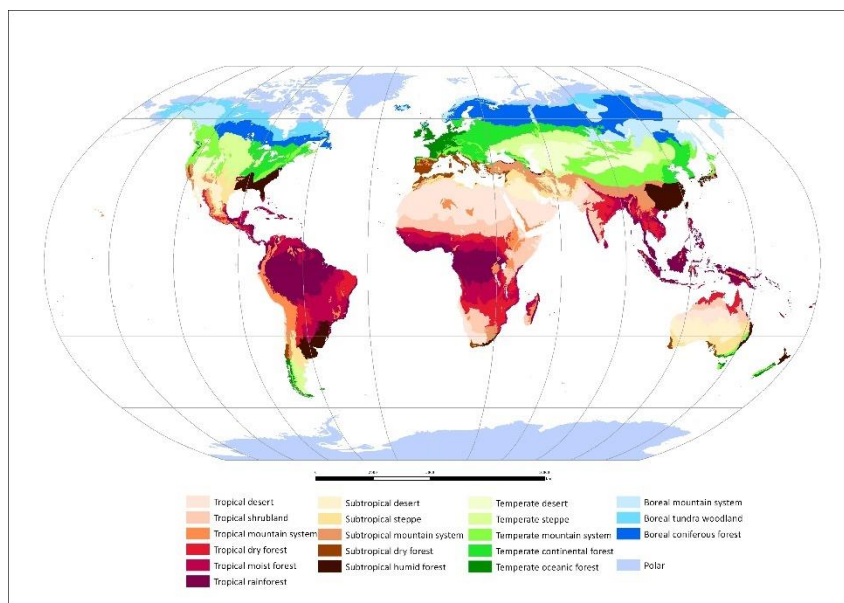 Tropical desert
Tropical shrubland
Tropical mountain system
Tropical dry forest
Tropical moist forest
Tropical rainforest
Subtropical desert
Subtropical steppe
Subtropical mountain system
Subtropical dry forest
Subtropical humid forest
Temperate desert
Temperate steppe
Temperate mountain system
Temperate continental forest
Temperate oceanic forest
Boreal mountain system
Boreal tundra woodland
Boreal coniferous forest
Polar